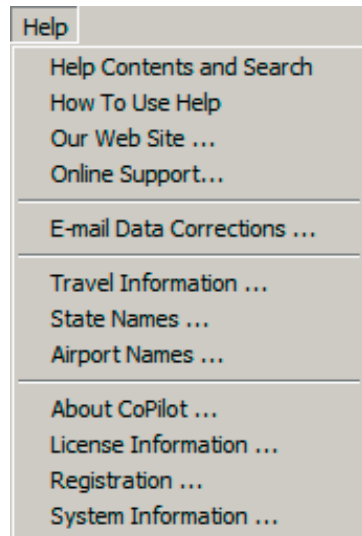 Help
Help Contents and Search
How To Use Help
Our Web Site ...
Online Support...
E-mail Data Corrections ...
Travel Information ...
State Names ...
Airport Names ...
About CoPilot ...
License Information ...
Registration ...
System Information ...